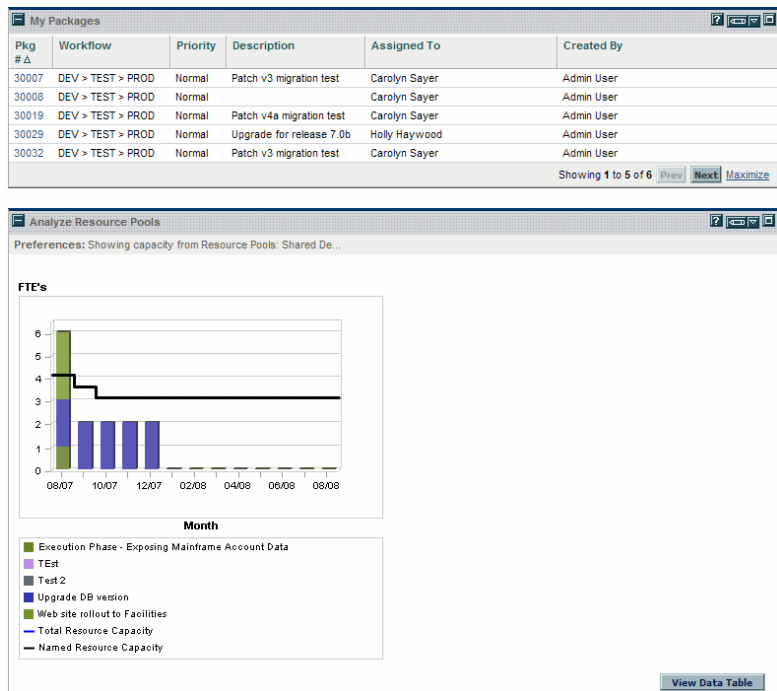 My Packages
?
Pkg # Δ Workflow Priority Description Assigned To Created By
30007 DEV > TEST > PROD Normal Patch v3 migration test Carolyn Sayer Admin User
30008 DEV > TEST > PROD Normal Carolyn Sayer Admin User
30019 DEV > TEST > PROD Normal Patch v4a migration test Carolyn Sayer Admin User
30029 DEV > TEST > PROD Normal Upgrade for release 7.0b Holly Haywood Admin User
30032 DEV > TEST > PROD Normal Patch v3 migration test Carolyn Sayer Admin User
Showing 1 to 5 of 6 Prev Next Maximize
Analyze Resource Pools
?
Preferences: Showing capacity from Resource Pools: Shared De...
FTE's
6
5
4
3
2
1
0
08/07 10/07 12/07 02/08 04/08 06/08 08/08
Month
Execution Phase - Exposing Mainframe Account Data
TEst
Test 2
Upgrade DB version
Web site rollout to Facilities
Total Resource Capacity
Named Resource Capacity
View Data Table